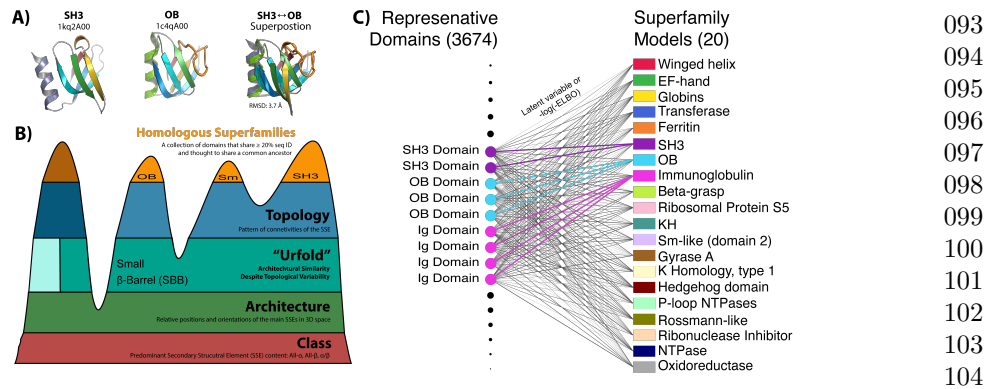 A)
SH3
1kq2A00
OB
1c4qA00
SH3↔OB
Superpostion
RMSD: 3.7 Å
B)
Homologous Superfamilies
A collection of domains that share ≥ 20% seq ID
and thought to share a common ancestor
OB
Sm
SH3
Topology
Pattern of connetivities of the SSE
"Urfold"
Architechtural Similarity
Despite Topological Variability
Small
β-Barrel (SBB)
Architecture
Relative positions and orientations of the main SSEs in 3D space
Class
Predominant Secondary Strucutral Element (SSE) content: All-α, All-β, α/β
C)
Represenative
Domains (3674)
Superfamily
Models (20)
Latent variable or
-log(-ELBO)
SH3 Domain
SH3 Domain
OB Domain
OB Domain
OB Domain
Ig Domain
Ig Domain
Ig Domain
Ig Domain
Winged helix
EF-hand
Globins
Transferase
Ferritin
SH3
OB
Immunoglobulin
Beta-grasp
Ribosomal Protein S5
KH
Sm-like (domain 2)
Gyrase A
K Homology, type 1
Hedgehog domain
P-loop NTPases
Rossmann-like
Ribonuclease Inhibitor
NTPase
Oxidoreductase
093
094
095
096
097
098
099
100
101
102
103
104